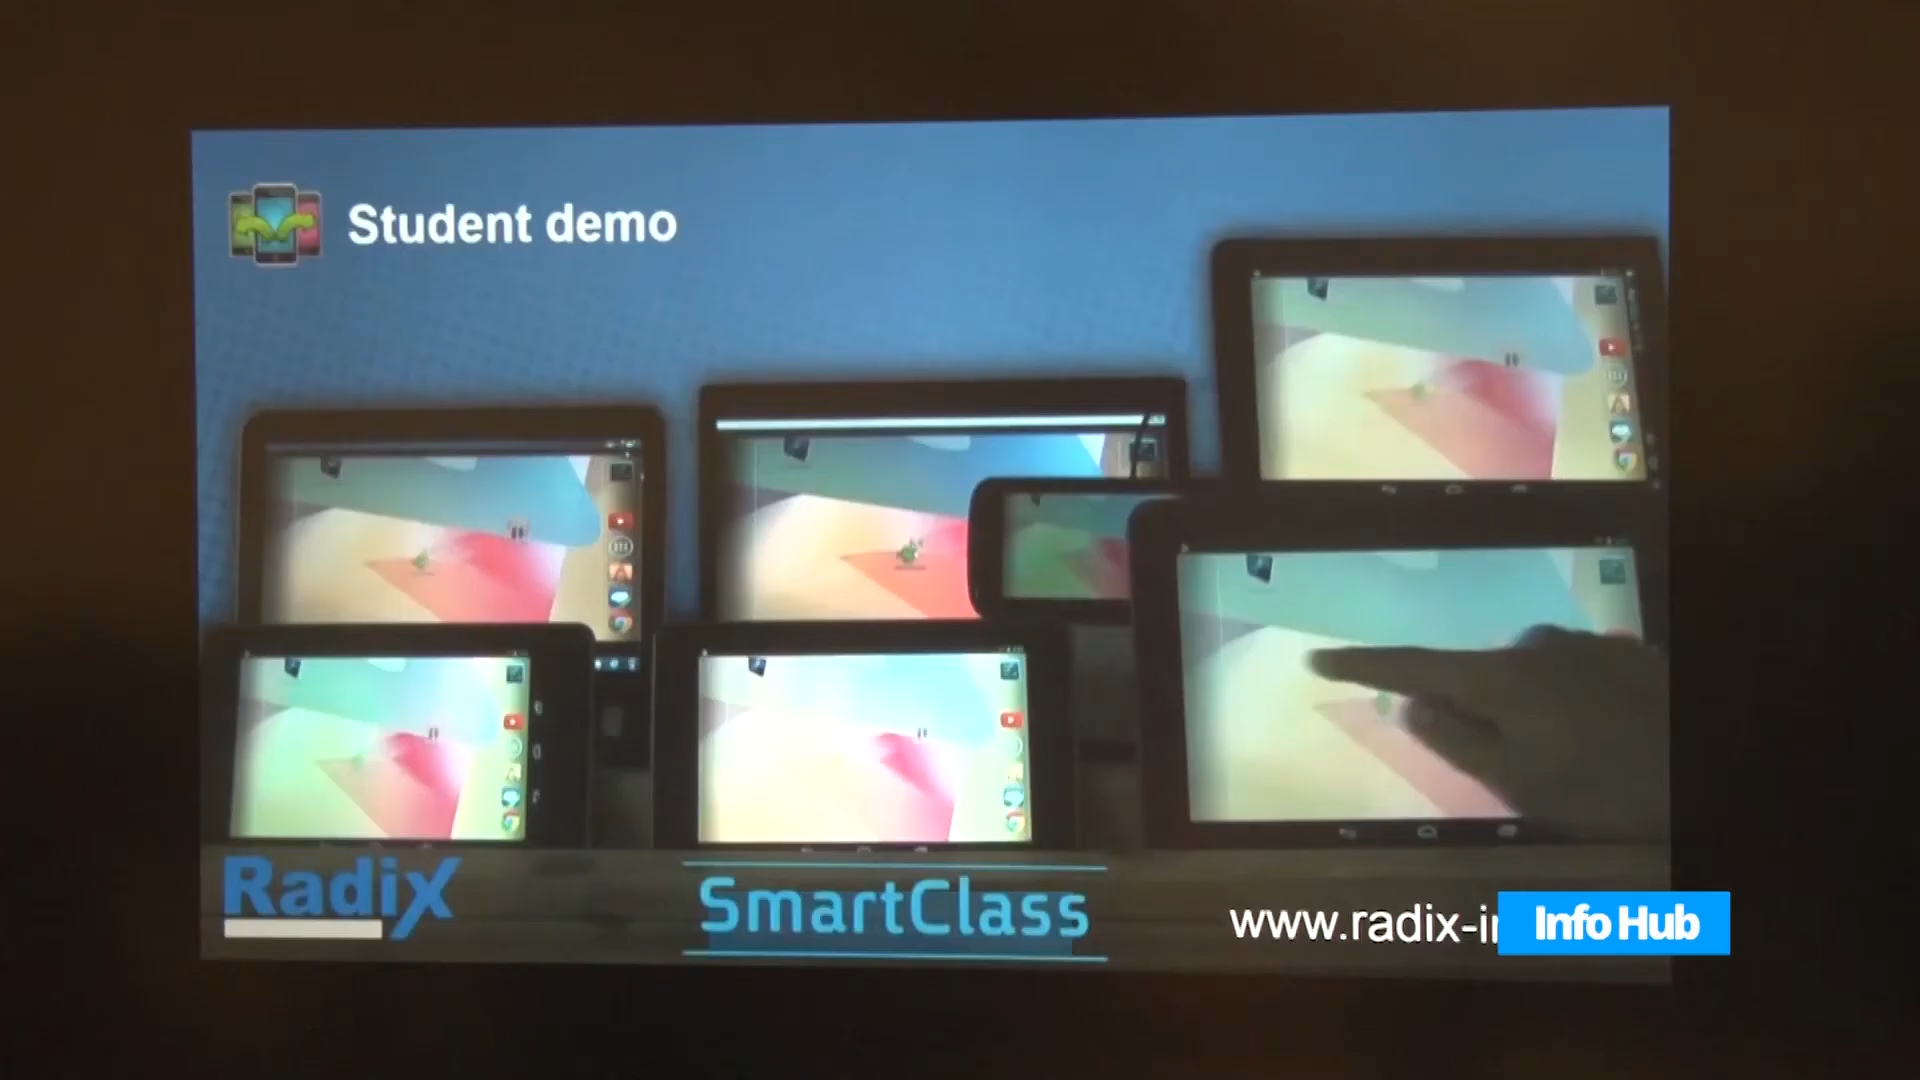 Student demo
Radix
SmartClass
www.radix-i
Info Hub